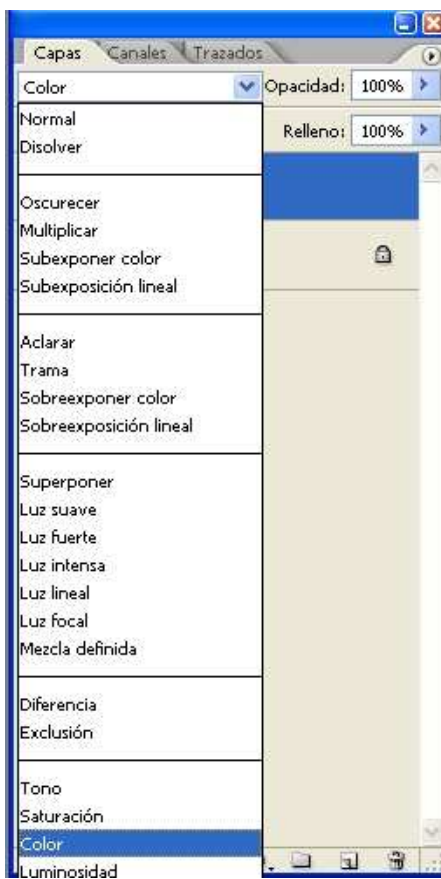 Capas Canales Trazados
Color Opacidad: 100%
Normal Relleno: 100%
Disolver
Oscurecer
Multiplicar
Subexponer color
Subexposición lineal
Aclarar
Trama
Sobreexponer color
Sobreexposición lineal
Superponer
Luz suave
Luz fuerte
Luz intensa
Luz lineal
Luz focal
Mezcla definida
Diferencia
Exclusión
Tono
Saturación
Color
Luminosidad